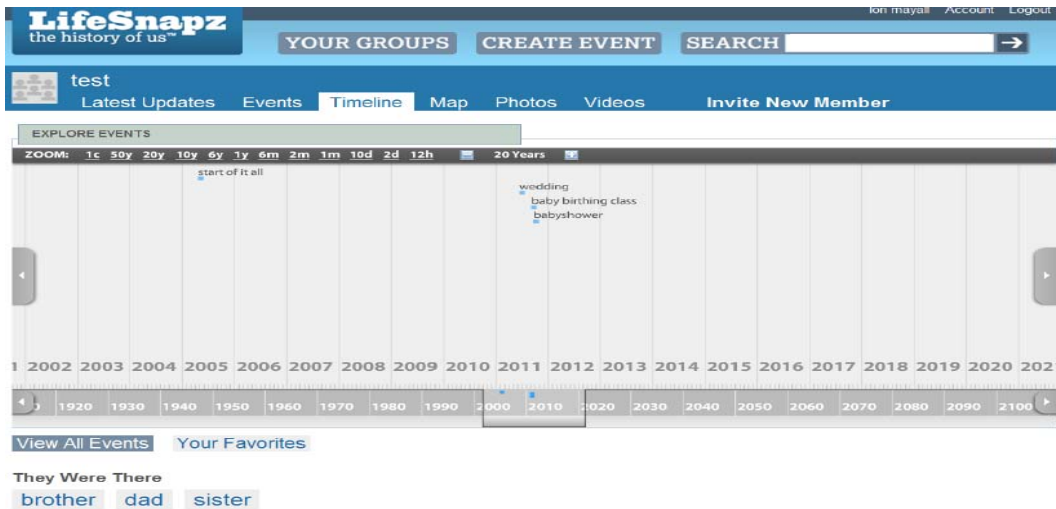 lon mayall Account Logout
LifeSnapz
the history of us™
YOUR GROUPS CREATE EVENT SEARCH
test
Latest Updates Events Timeline Map Photos Videos Invite New Member
EXPLORE EVENTS
ZOOM: 1c 50y 20y 10y 6y 1y 6m 2m 1m 10d 2d 12h 20 Years
start of it all
wedding
baby birthing class
babyshower
2002 2003 2004 2005 2006 2007 2008 2009 2010 2011 2012 2013 2014 2015 2016 2017 2018 2019 2020 202
1920 1930 1940 1950 1960 1970 1980 1990 2000 2010 2020 2030 2040 2050 2060 2070 2080 2090 2100
View All Events Your Favorites
They Were There
brother dad sister